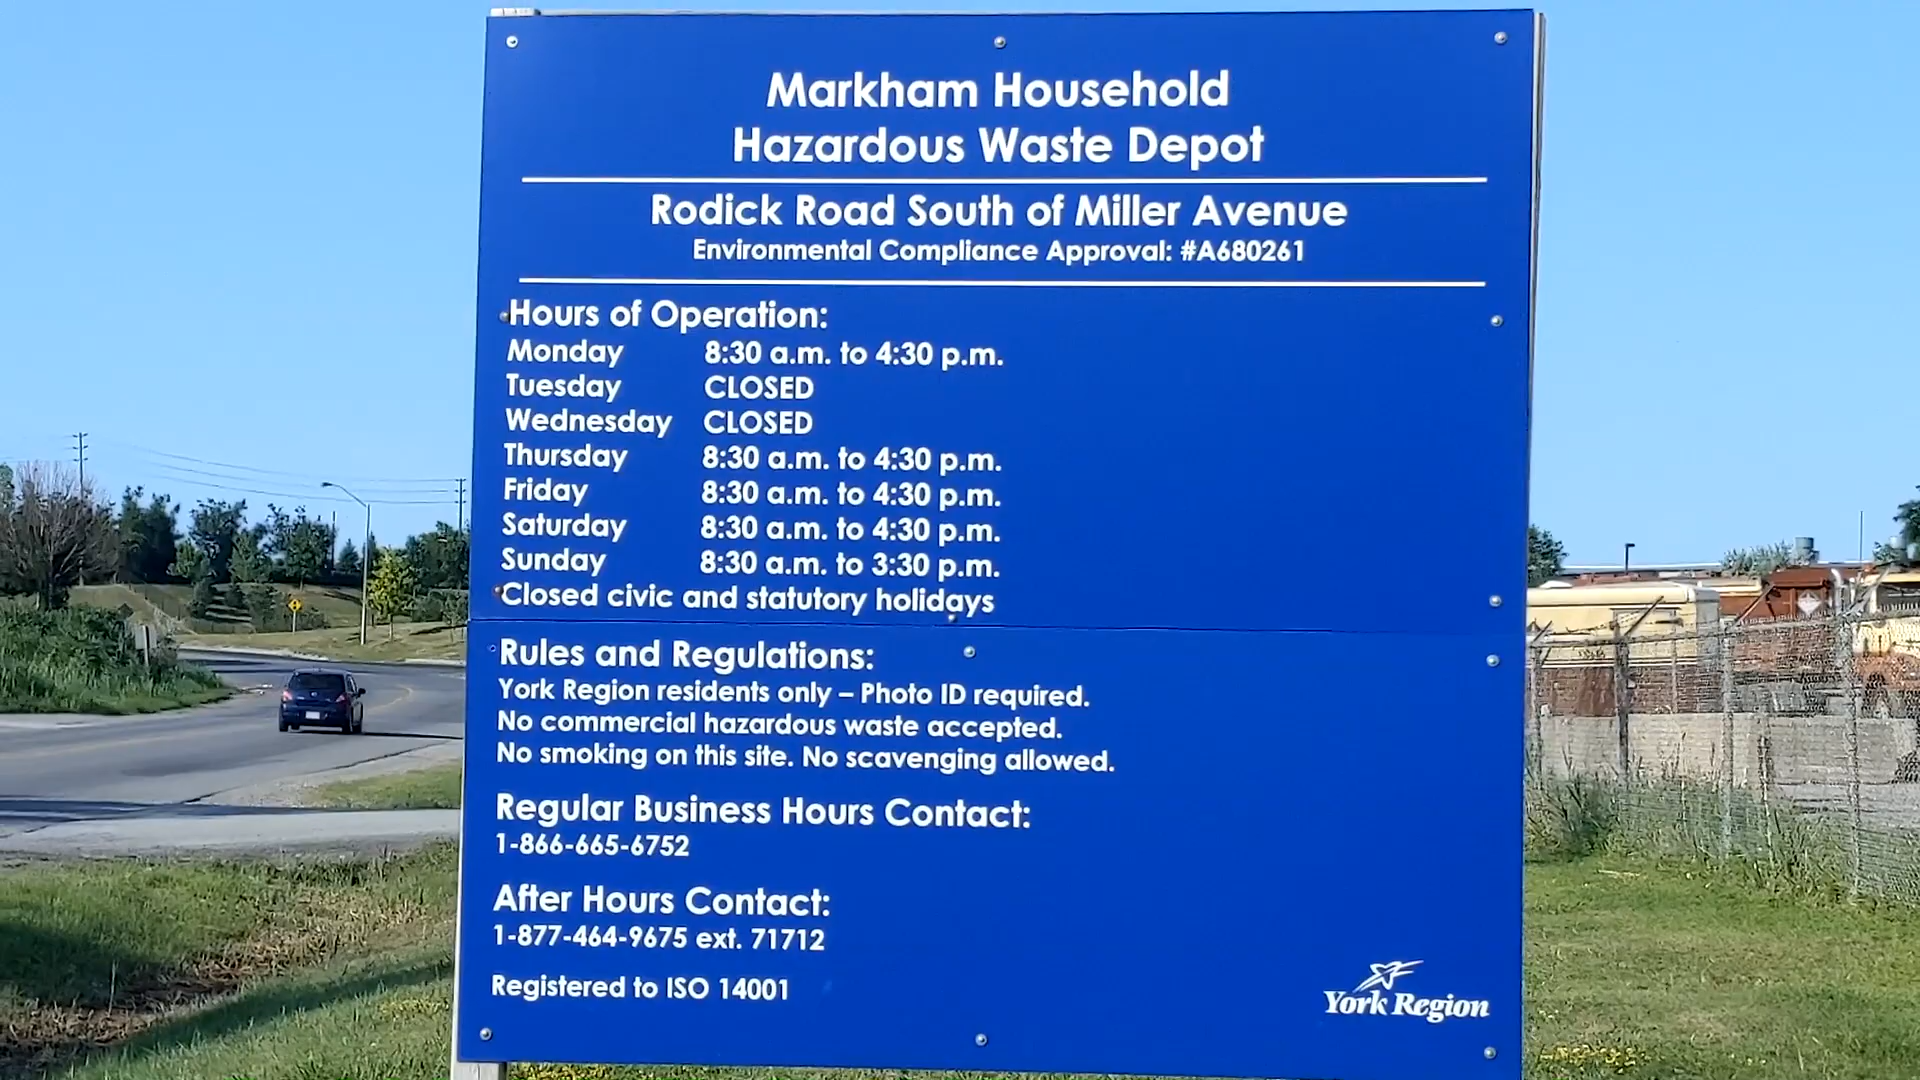 Markham Household
Hazardous Waste Depot
Rodick Road South of Miller Avenue
Environmental Compliance Approval: #A680261
Hours of Operation:
Monday 8:30 a.m. to 4:30 p.m.
Tuesday CLOSED
Wednesday CLOSED
Thursday 8:30 a.m. to 4:30 p.m.
Friday 8:30 a.m. to 4:30 p.m.
Saturday 8:30 a.m. to 4:30 p.m.
Sunday 8:30 a.m. to 3:30 p.m.
Closed civic and statutory holidays
Rules and Regulations:
York Region residents only – Photo ID required.
No commercial hazardous waste accepted.
No smoking on this site. No scavenging allowed.
Regular Business Hours Contact:
1-866-665-6752
After Hours Contact:
1-877-464-9675 ext. 71712
Registered to ISO 14001
York Region